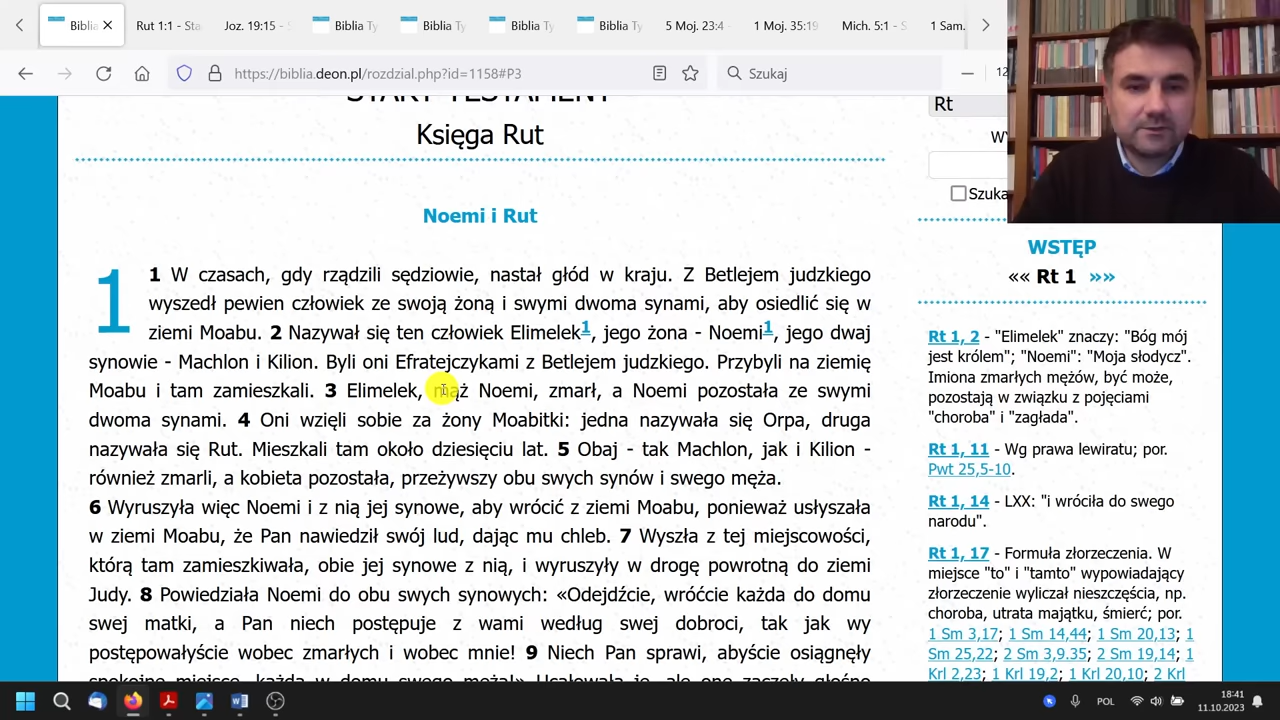 Biblia
Rut 1:1 - Sta
Joz. 19:15 -
Biblia Ty
Biblia Ty
Biblia Ty
Biblia Ty
5 Moj. 23:4
1 Moj. 35:19
Mich. 5:1 - S
1 Sam.
https://biblia.deon.pl/rozdzial.php?id=1158#P3
Szukaj
12
STARY TESTAMENT
Księga Rut
Noemi i Rut
1
1 W czasach, gdy rządzili sędziowie, nastał głód w kraju. Z Betlejem judzkiego
wyszedł pewien człowiek ze swoją żoną i swymi dwoma synami, aby osiedlić się w
ziemi Moabu. 2 Nazywał się ten człowiek Elimelek1, jego żona - Noemi1, jego dwaj
synowie - Machlon i Kilion. Byli oni Efratejczykami z Betlejem judzkiego. Przybyli na ziemię
Moabu i tam zamieszkali. 3 Elimelek, mąż Noemi, zmarł, a Noemi pozostała ze swymi
dwoma synami. 4 Oni wzięli sobie za żony Moabitki: jedna nazywała się Orpa, druga
nazywała się Rut. Mieszkali tam około dziesięciu lat. 5 Obaj - tak Machlon, jak i Kilion -
również zmarli, a kobieta pozostała, przeżywszy obu swych synów i swego męża.
6 Wyruszyła więc Noemi i z nią jej synowe, aby wrócić z ziemi Moabu, ponieważ usłyszała
w ziemi Moabu, że Pan nawiedził swój lud, dając mu chleb. 7 Wyszła z tej miejscowości,
którą tam zamieszkiwała, obie jej synowe z nią, i wyruszyły w drogę powrotną do ziemi
Judy. 8 Powiedziała Noemi do obu swych synowych: «Odejdźcie, wróćcie każda do domu
swej matki, a Pan niech postępuje z wami według swej dobroci, tak jak wy
postępowałyście wobec zmarłych i wobec mnie! 9 Niech Pan sprawi, abyście osiągnęły
spokojne miejsce, każda w domu swego męża!». Ucałowała je, ale one zaczęły głośno
Rt
WY
Szuka
WSTĘP
«« Rt 1 »»
Rt 1, 2 - "Elimelek" znaczy: "Bóg mój
jest królem"; "Noemi": "Moja słodycz".
Imiona zmarłych mężów, być może,
pozostają w związku z pojęciami
"choroba" i "zagłada".
Rt 1, 11 - Wg prawa lewiratu; por.
Pwt 25,5-10.
Rt 1, 14 - LXX: "i wróciła do swego
narodu".
Rt 1, 17 - Formuła złorzeczenia. W
miejsce "to" i "tamto" wypowiadający
złorzeczenie wyliczał nieszczęścia, np.
choroba, utrata majątku, śmierć; por.
1 Sm 3,17; 1 Sm 14,44; 1 Sm 20,13; 1
Sm 25,22; 2 Sm 3,9.35; 2 Sm 19,14; 1
Krl 2,23; 1 Krl 19,2; 1 Krl 20,10; 2 Krl
POL
18:41
11.10.2023